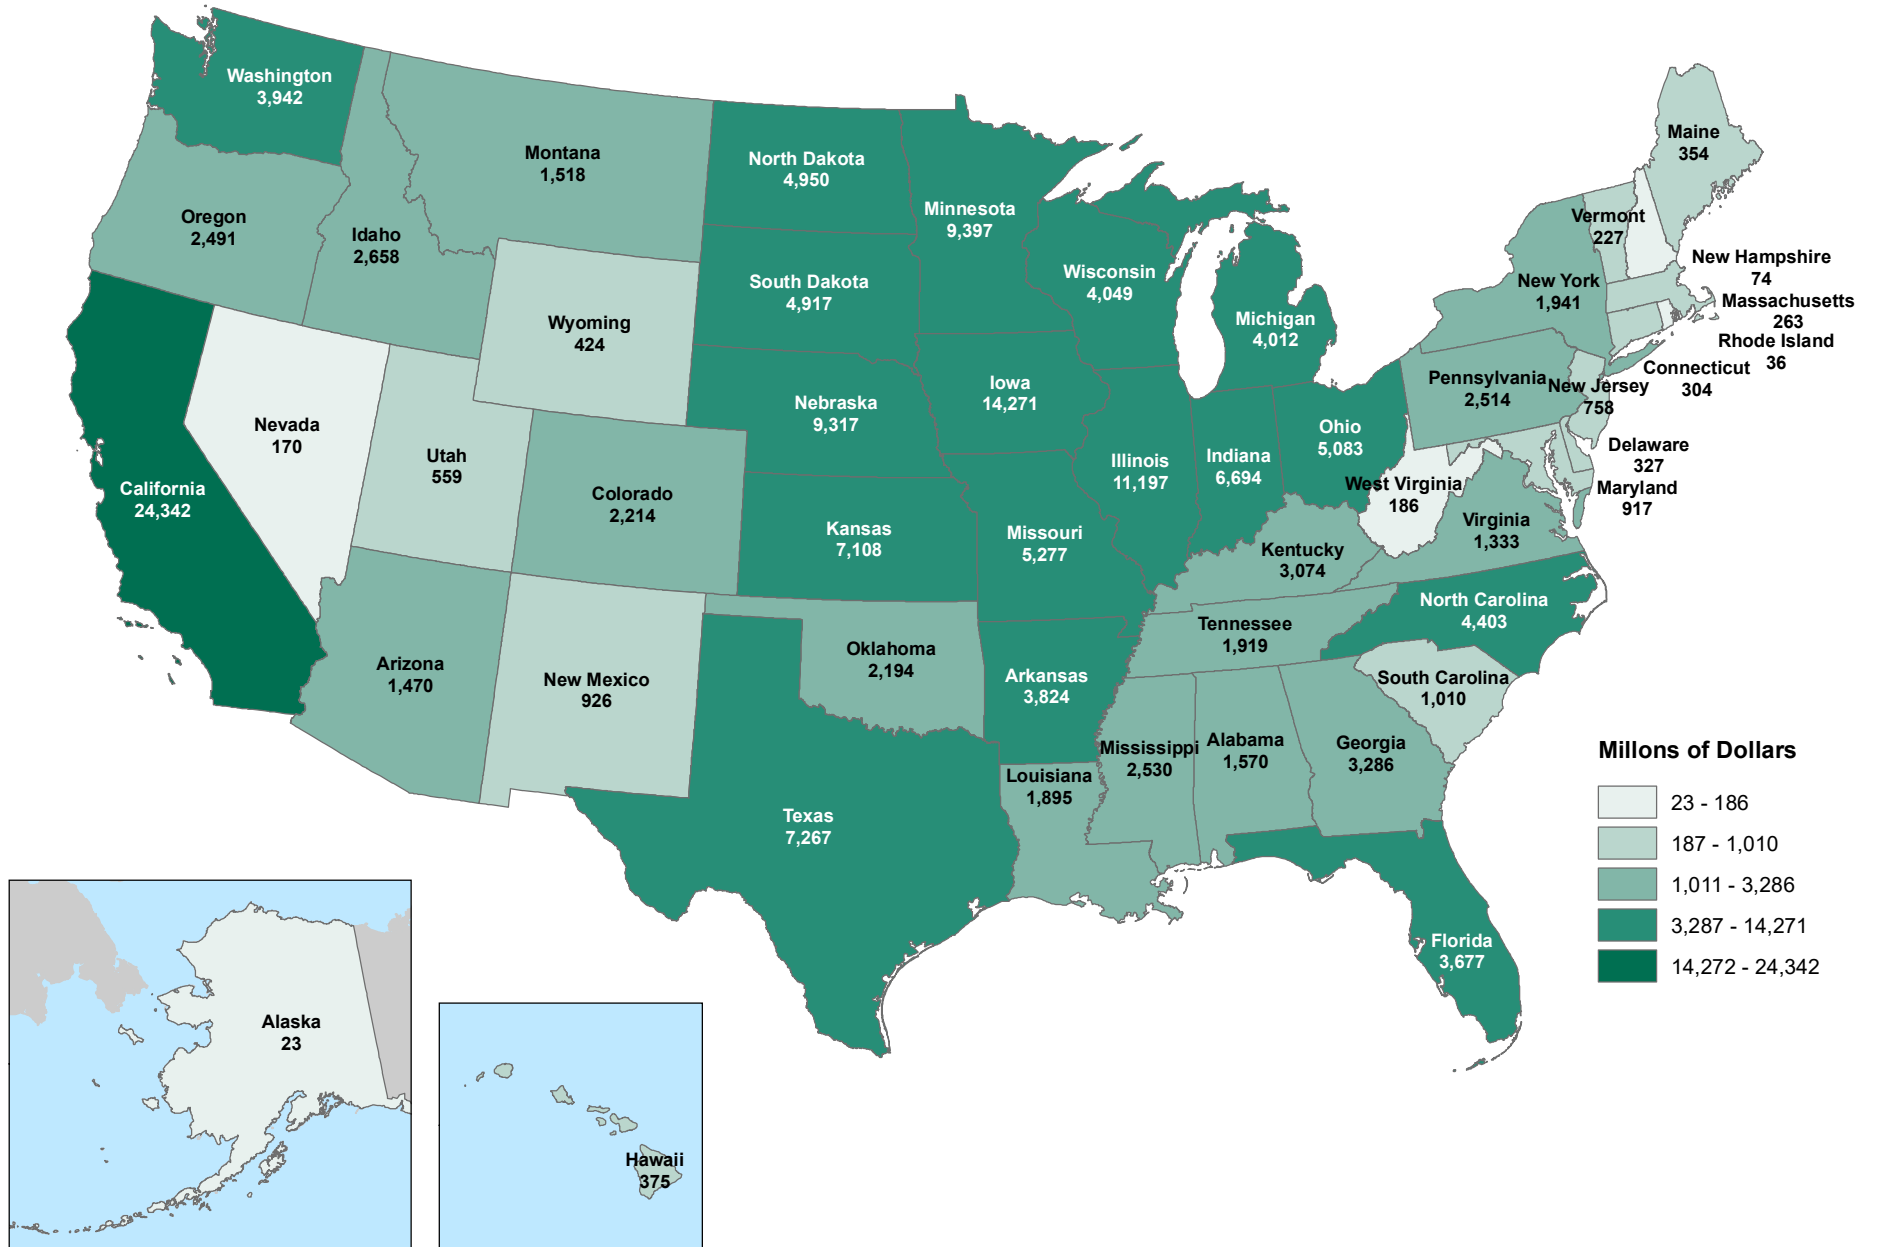 Washington
3,942
Oregon
2,491
California
24,342
Nevada
170
Idaho
2,658
Montana
1,518
Wyoming
424
Utah
559
Colorado
2,214
Arizona
1,470
New Mexico
926
North Dakota
4,950
South Dakota
4,917
Nebraska
9,317
Kansas
7,108
Oklahoma
2,194
Texas
7,267
Minnesota
9,397
Iowa
14,271
Missouri
5,277
Arkansas
3,824
Louisiana
1,895
Wisconsin
4,049
Illinois
11,197
Michigan
4,012
Indiana
6,694
Ohio
5,083
Kentucky
3,074
Tennessee
1,919
Mississippi
2,530
Alabama
1,570
Georgia
3,286
Florida
3,677
South Carolina
1,010
North Carolina
4,403
Virginia
1,333
West Virginia
186
Pennsylvania
2,514
New York
1,941
Vermont
227
Maine
354
New Hampshire
74
Massachusetts
263
Rhode Island
36
Connecticut
304
New Jersey
758
Delaware
327
Maryland
917
Alaska
23
Hawaii
375
Millons of Dollars
23 - 186
187 - 1,010
1,011 - 3,286
3,287 - 14,271
14,272 - 24,342